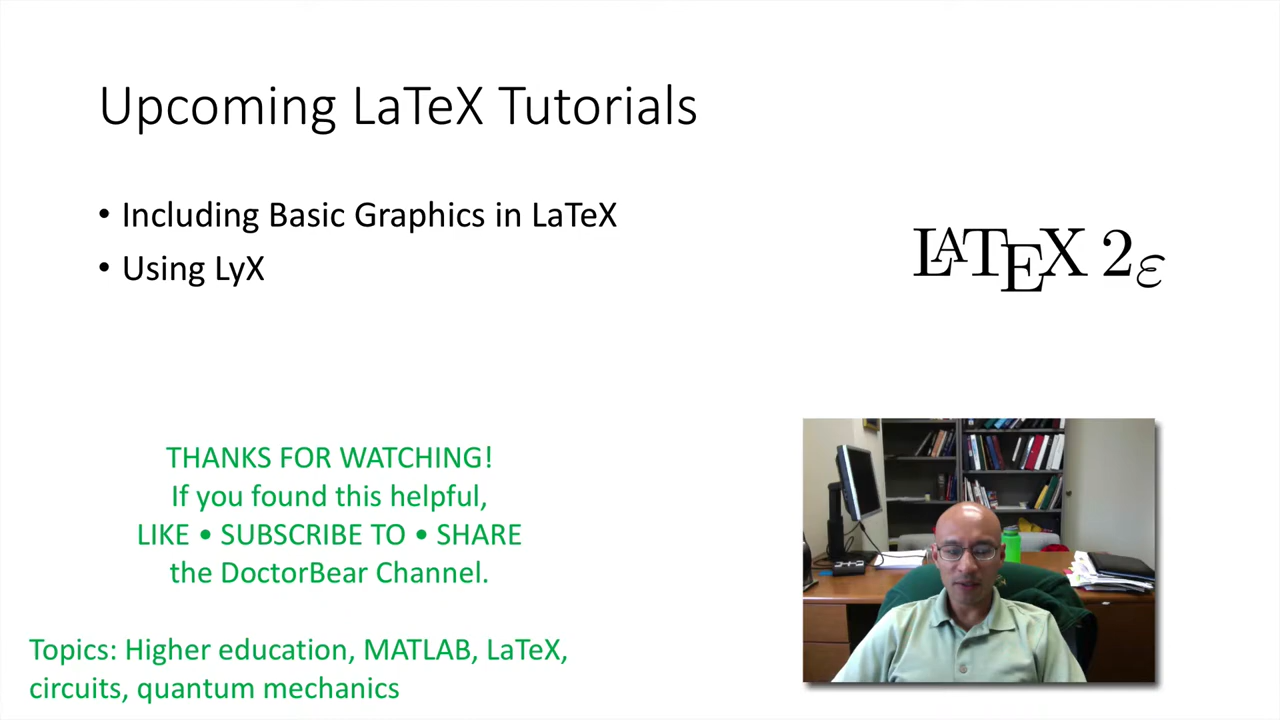 Upcoming LaTeX Tutorials
• Including Basic Graphics in LaTeX
• Using LyX
LATEX 2ε
THANKS FOR WATCHING!
If you found this helpful,
LIKE • SUBSCRIBE TO • SHARE
the DoctorBear Channel.
Topics: Higher education, MATLAB, LaTeX,
circuits, quantum mechanics